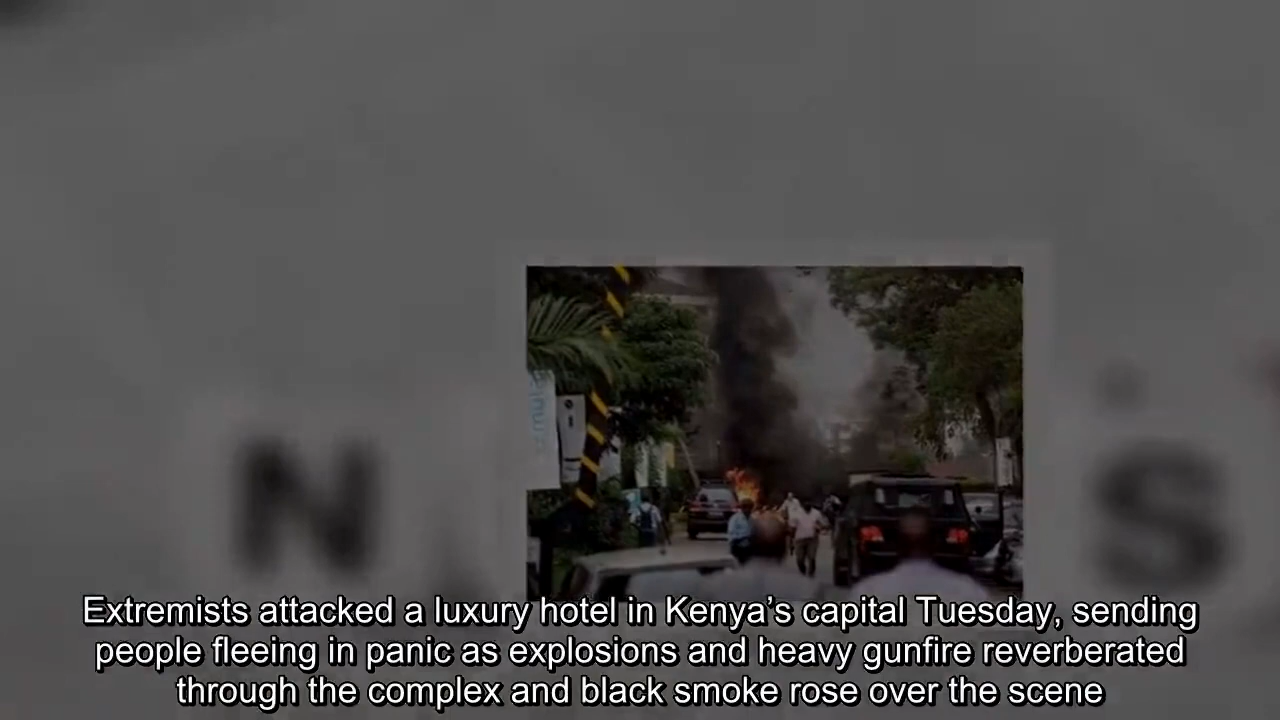 N
S
Extremists attacked a luxury hotel in Kenya’s capital Tuesday, sending
people fleeing in panic as explosions and heavy gunfire reverberated
through the complex and black smoke rose over the scene